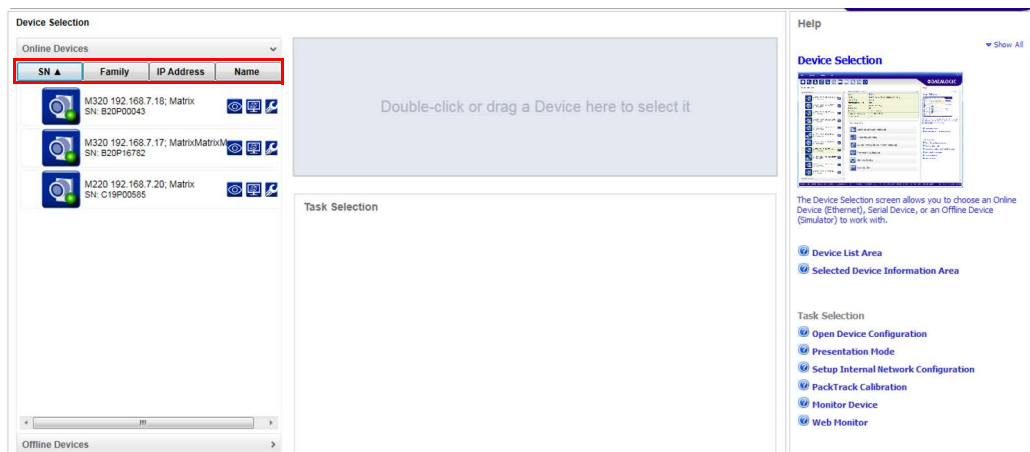 Device Selection
Online Devices
SN ▲ Family IP Address Name
M320 192.168.7.18; Matrix
SN: B20P00043
M320 192.168.7.17; MatrixMatrixM
SN: B20P16782
M220 192.168.7.20; Matrix
SN: C19P00585
Offline Devices
Double-click or drag a Device here to select it
Task Selection
Help
Show All
Device Selection
DATALOGIC
The Device Selection screen allows you to choose an Online
Device (Ethernet), Serial Device, or an Offline Device
(Simulator) to work with.
Device List Area
Selected Device Information Area
Task Selection
Open Device Configuration
Presentation Mode
Setup Internal Network Configuration
PackTrack Calibration
Monitor Device
Web Monitor